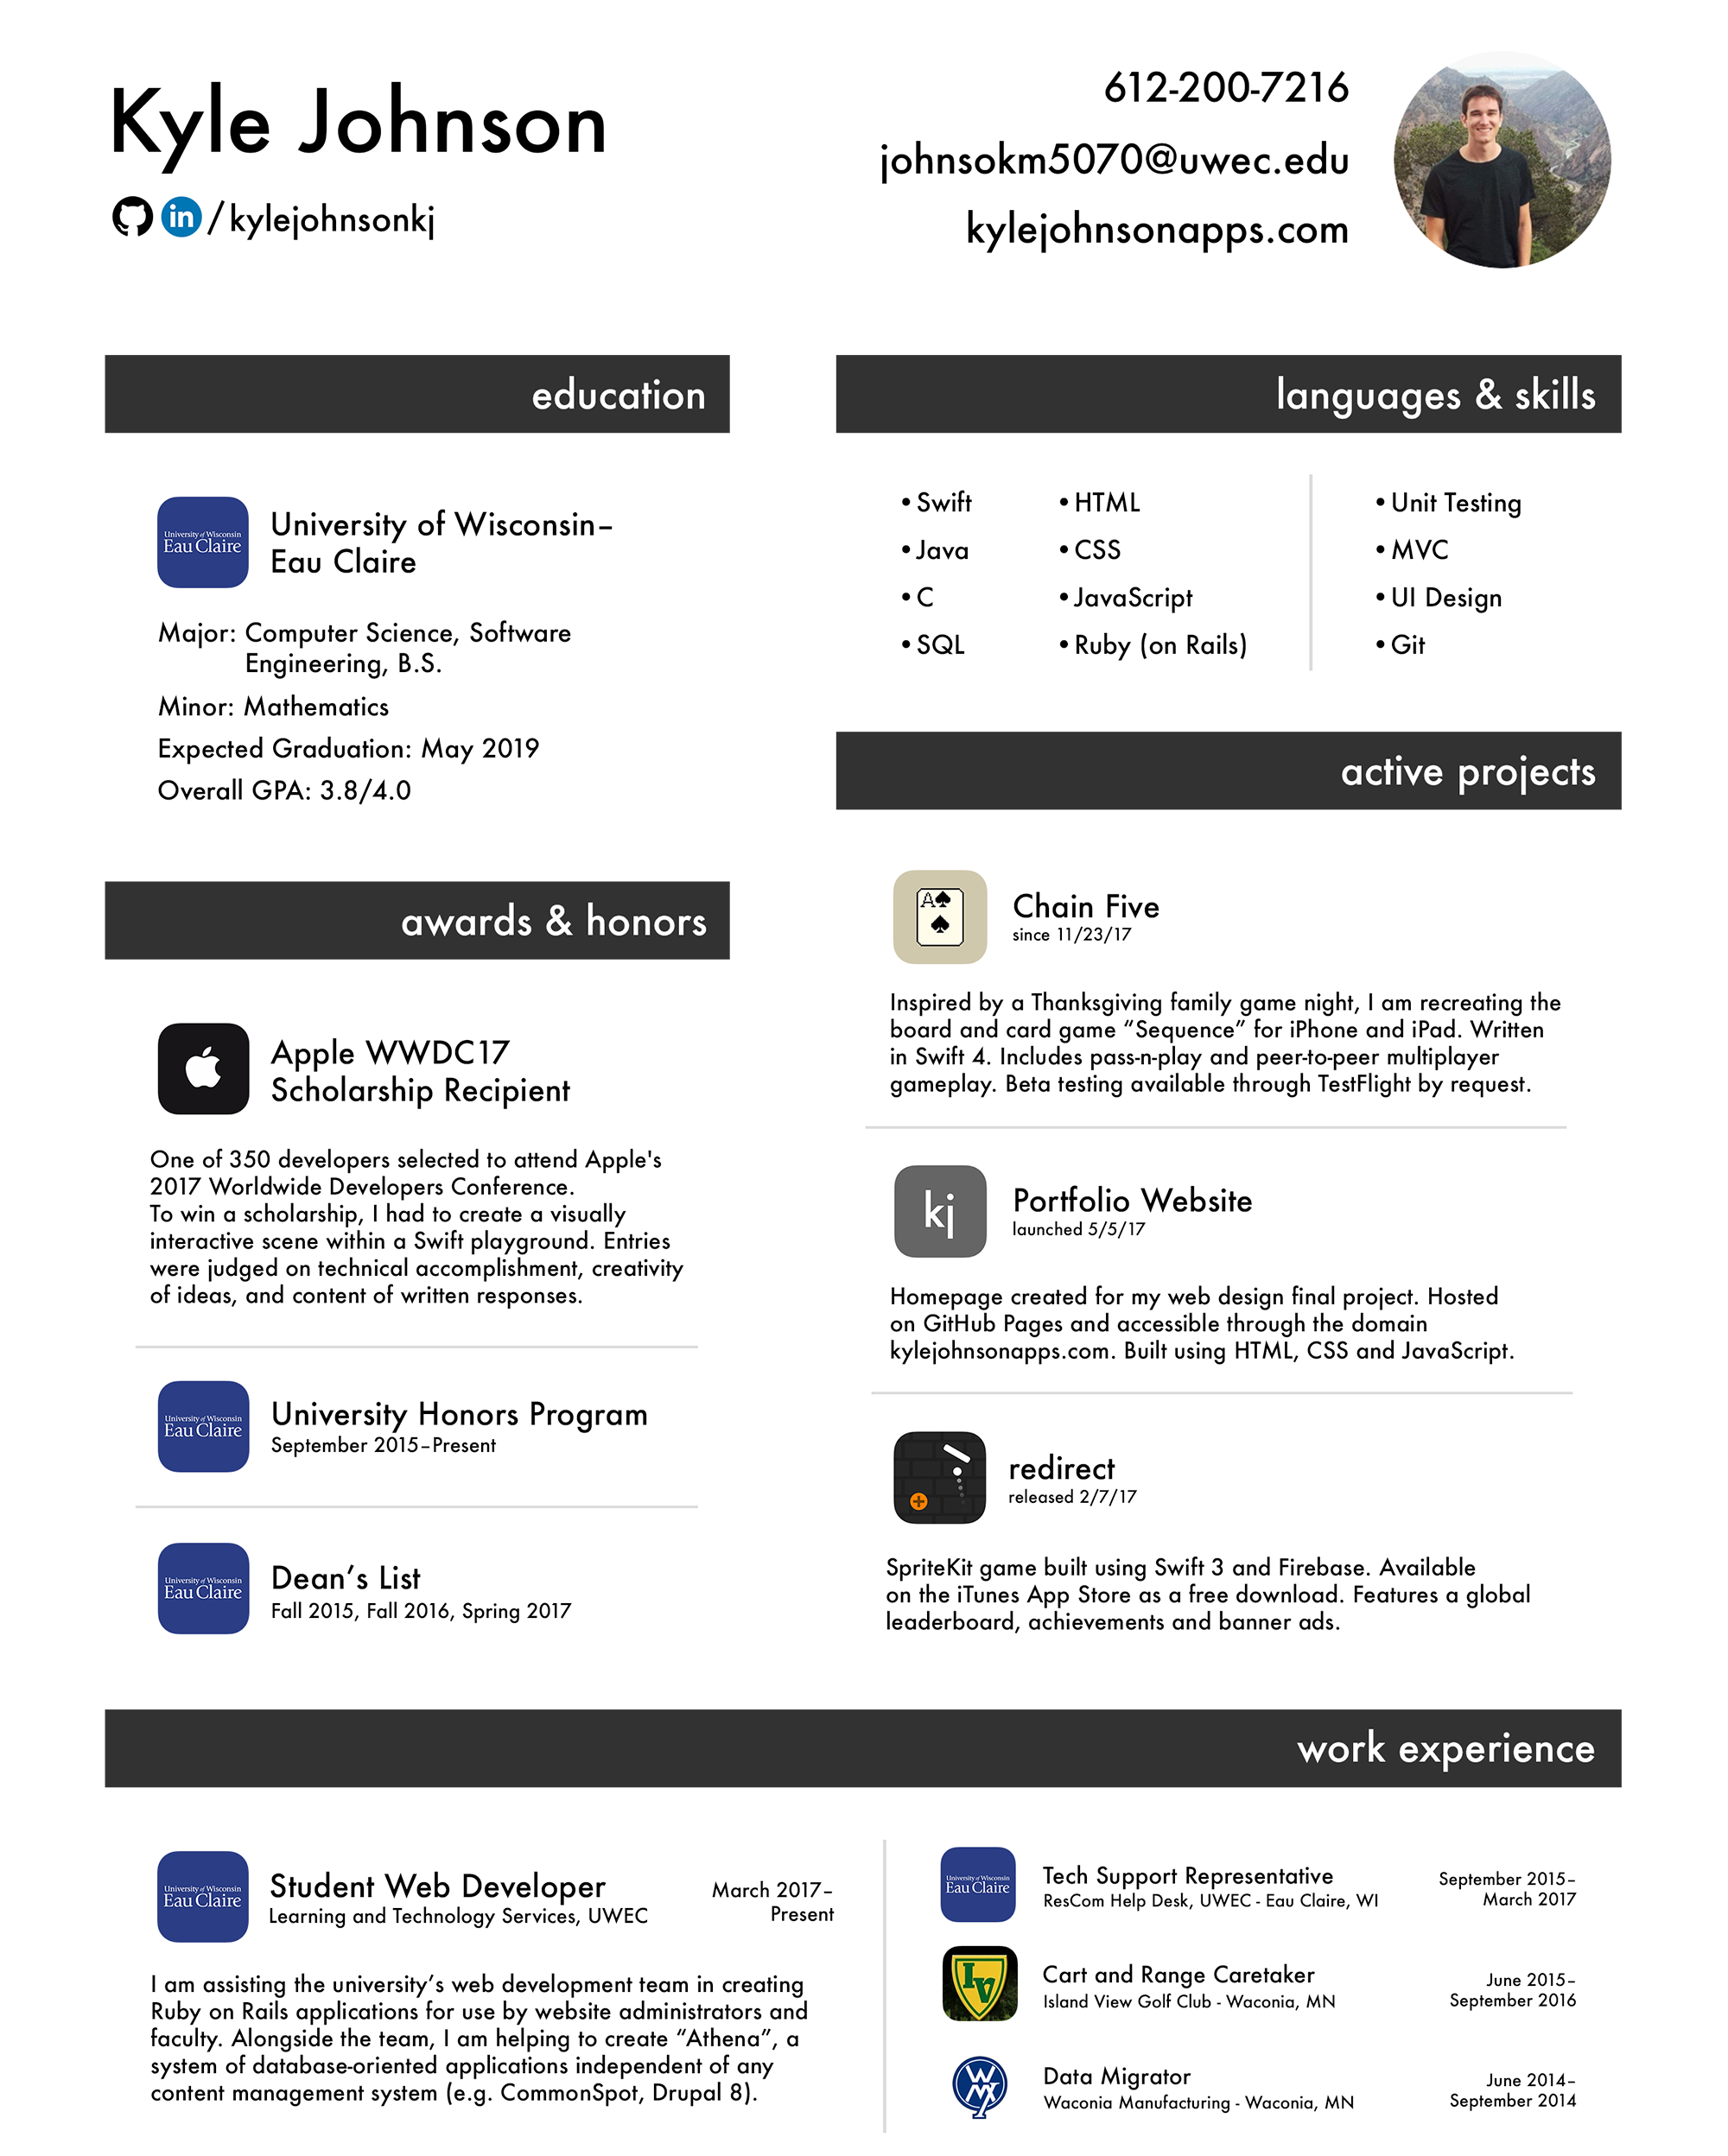 Kyle Johnson
/kylejohnsonkj
612-200-7216
johnsokm5070@uwec.edu
kylejohnsonapps.com
education
University of Wisconsin
Eau Claire
University of Wisconsin–
Eau Claire
Major: Computer Science, Software
Engineering, B.S.
Minor: Mathematics
Expected Graduation: May 2019
Overall GPA: 3.8/4.0
awards & honors
Apple WWDC17
Scholarship Recipient
One of 350 developers selected to attend Apple's
2017 Worldwide Developers Conference.
To win a scholarship, I had to create a visually
interactive scene within a Swift playground. Entries
were judged on technical accomplishment, creativity
of ideas, and content of written responses.
University of Wisconsin
Eau Claire
University Honors Program
September 2015–Present
University of Wisconsin
Eau Claire
Dean’s List
Fall 2015, Fall 2016, Spring 2017
languages & skills
• Swift
• Java
• C
• SQL
• HTML
• CSS
• JavaScript
• Ruby (on Rails)
• Unit Testing
• MVC
• UI Design
• Git
active projects
A
Chain Five
since 11/23/17
Inspired by a Thanksgiving family game night, I am recreating the
board and card game “Sequence” for iPhone and iPad. Written
in Swift 4. Includes pass-n-play and peer-to-peer multiplayer
gameplay. Beta testing available through TestFlight by request.
kj
Portfolio Website
launched 5/5/17
Homepage created for my web design final project. Hosted
on GitHub Pages and accessible through the domain
kylejohnsonapps.com. Built using HTML, CSS and JavaScript.
redirect
released 2/7/17
SpriteKit game built using Swift 3 and Firebase. Available
on the iTunes App Store as a free download. Features a global
leaderboard, achievements and banner ads.
work experience
University of Wisconsin
Eau Claire
Student Web Developer
Learning and Technology Services, UWEC
March 2017–
Present
I am assisting the university’s web development team in creating
Ruby on Rails applications for use by website administrators and
faculty. Alongside the team, I am helping to create “Athena”, a
system of database-oriented applications independent of any
content management system (e.g. CommonSpot, Drupal 8).
University of Wisconsin
Eau Claire
Tech Support Representative
ResCom Help Desk, UWEC - Eau Claire, WI
September 2015–
March 2017
IV
Cart and Range Caretaker
Island View Golf Club - Waconia, MN
June 2015–
September 2016
Data Migrator
Waconia Manufacturing - Waconia, MN
June 2014–
September 2014